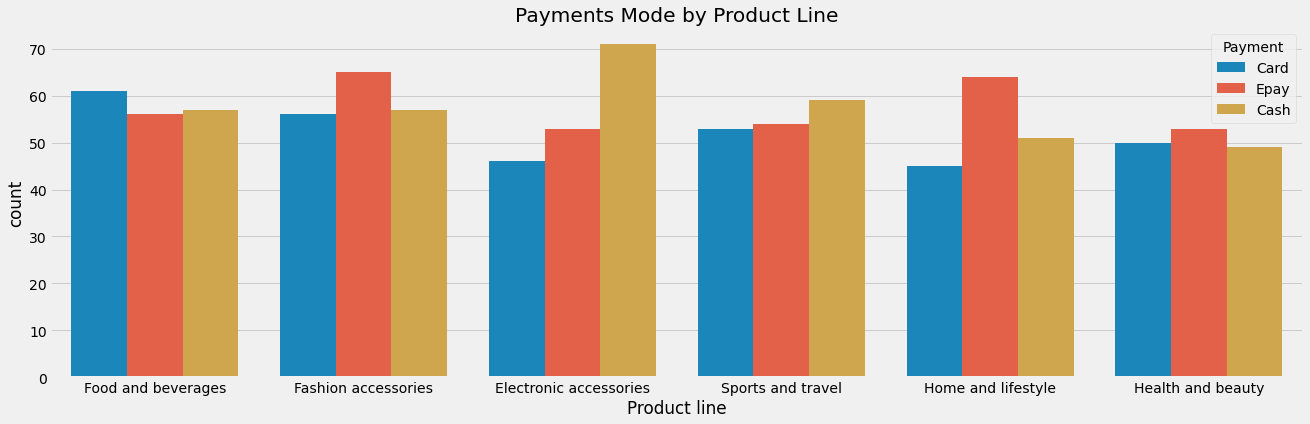 Payments Mode by Product Line
Payment
Card
Epay
Cash
count
70
60
50
40
30
20
10
0
Food and beverages Fashion accessories Electronic accessories Sports and travel Home and lifestyle Health and beauty
Product line